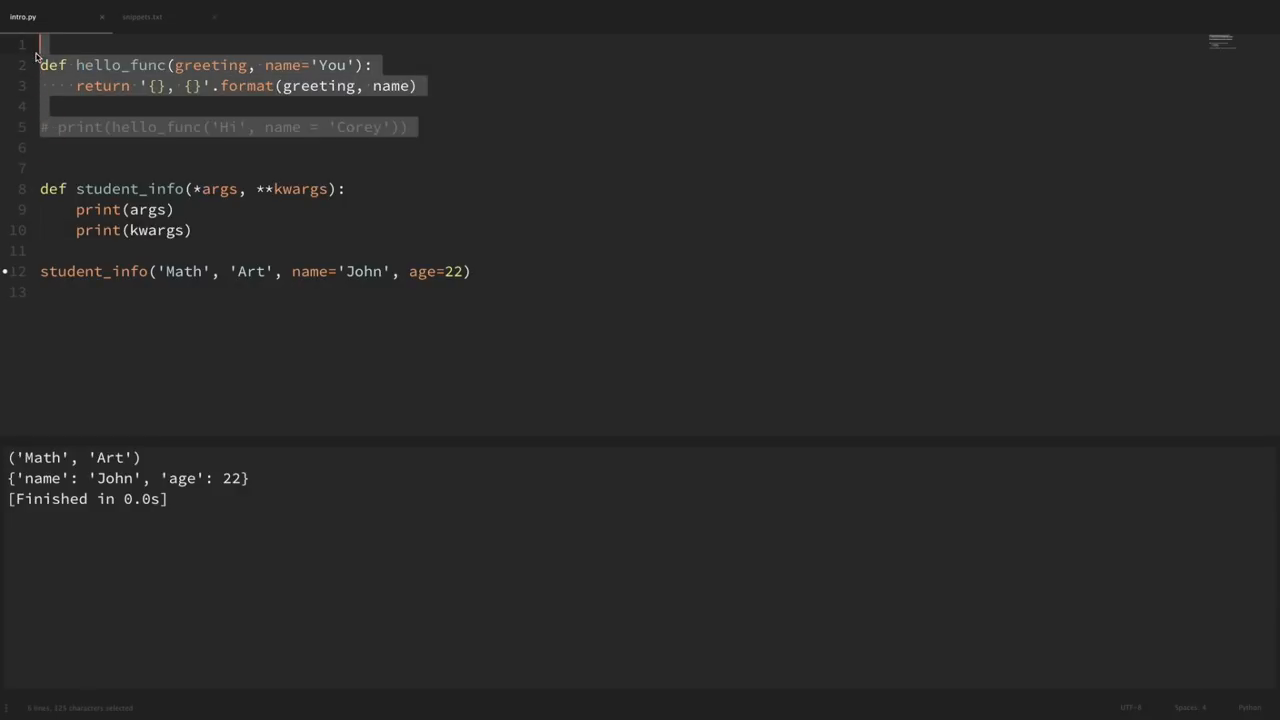 intro.py
snippets.txt
1
2 def hello_func(greeting, name='You'):
3     return '{}, {}'.format(greeting, name)
4
5 # print(hello_func('Hi', name = 'Corey'))
6
7
8 def student_info(*args, **kwargs):
9     print(args)
10     print(kwargs)
11
12 student_info('Math', 'Art', name='John', age=22)
13
('Math', 'Art')
{'name': 'John', 'age': 22}
[Finished in 0.0s]
5 lines, 125 characters selected
UTF-8
Spaces: 4
Python